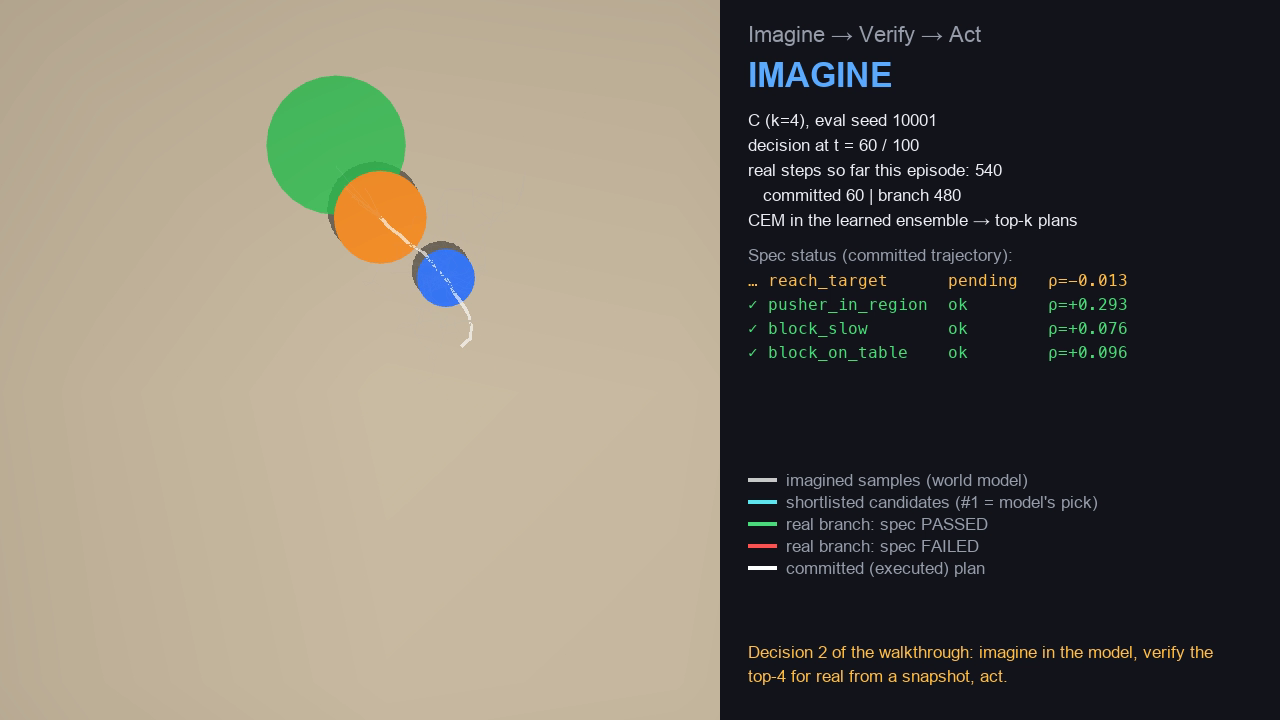 Imagine → Verify → Act
IMAGINE
C (k=4), eval seed 10001
decision at t = 60 / 100
real steps so far this episode: 540
committed 60 | branch 480
CEM in the learned ensemble → top-k plans
Spec status (committed trajectory):
… reach_target pending ρ=−0.013
✓ pusher_in_region ok ρ=+0.293
✓ block_slow ok ρ=+0.076
✓ block_on_table ok ρ=+0.096
imagined samples (world model)
shortlisted candidates (#1 = model's pick)
real branch: spec PASSED
real branch: spec FAILED
committed (executed) plan
Decision 2 of the walkthrough: imagine in the model, verify the
top-4 for real from a snapshot, act.